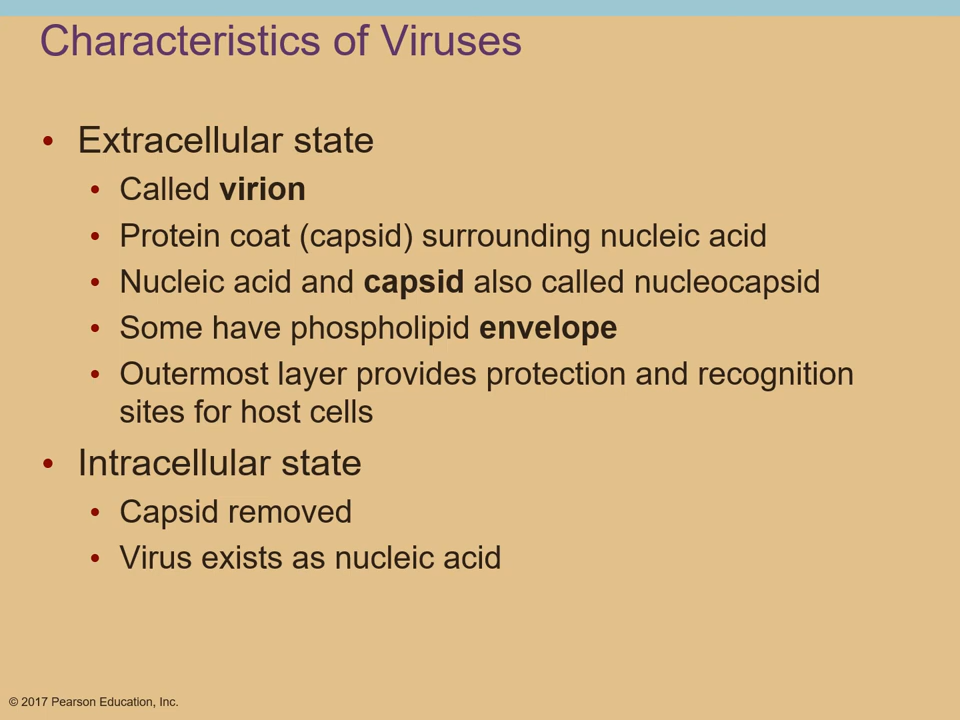 Characteristics of Viruses
• Extracellular state
• Called virion
• Protein coat (capsid) surrounding nucleic acid
• Nucleic acid and capsid also called nucleocapsid
• Some have phospholipid envelope
• Outermost layer provides protection and recognition
sites for host cells
• Intracellular state
• Capsid removed
• Virus exists as nucleic acid
© 2017 Pearson Education, Inc.